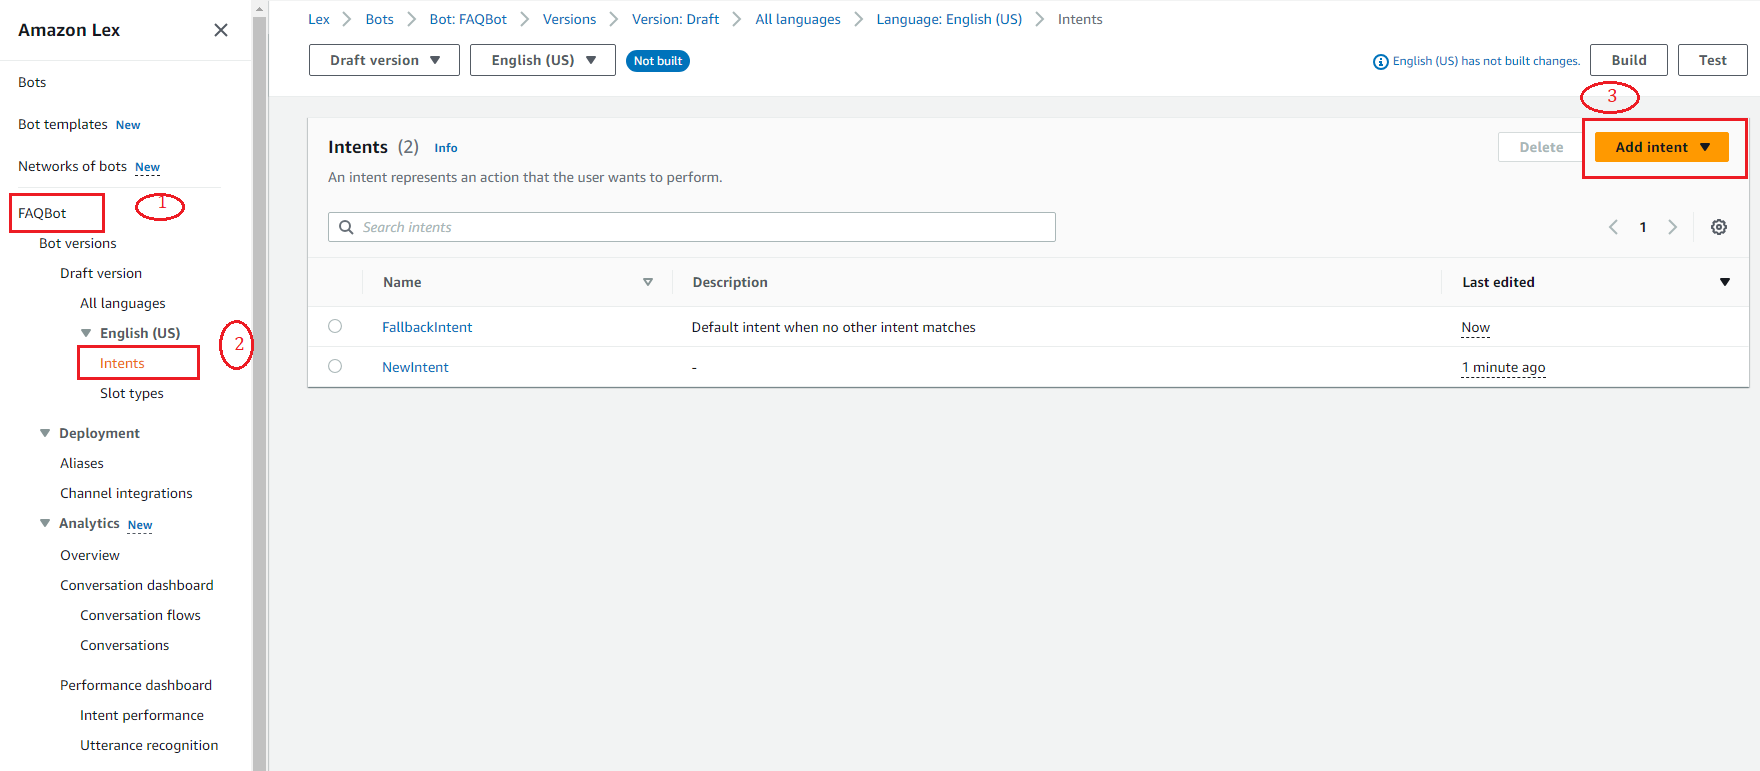 Amazon Lex
Bots
Bot templates New
Networks of bots New
FAQBot
1
Bot versions
Draft version
All languages
English (US)
2
Intents
Slot types
Deployment
Aliases
Channel integrations
Analytics New
Overview
Conversation dashboard
Conversation flows
Conversations
Performance dashboard
Intent performance
Utterance recognition
Lex Bots Bot: FAQBot Versions Version: Draft All languages Language: English (US) Intents
Draft version English (US) Not built English (US) has not built changes. Build Test
3
Intents (2) Info Delete Add intent
An intent represents an action that the user wants to perform.
Search intents 1
Name Description Last edited
FallbackIntent Default intent when no other intent matches Now
NewIntent - 1 minute ago